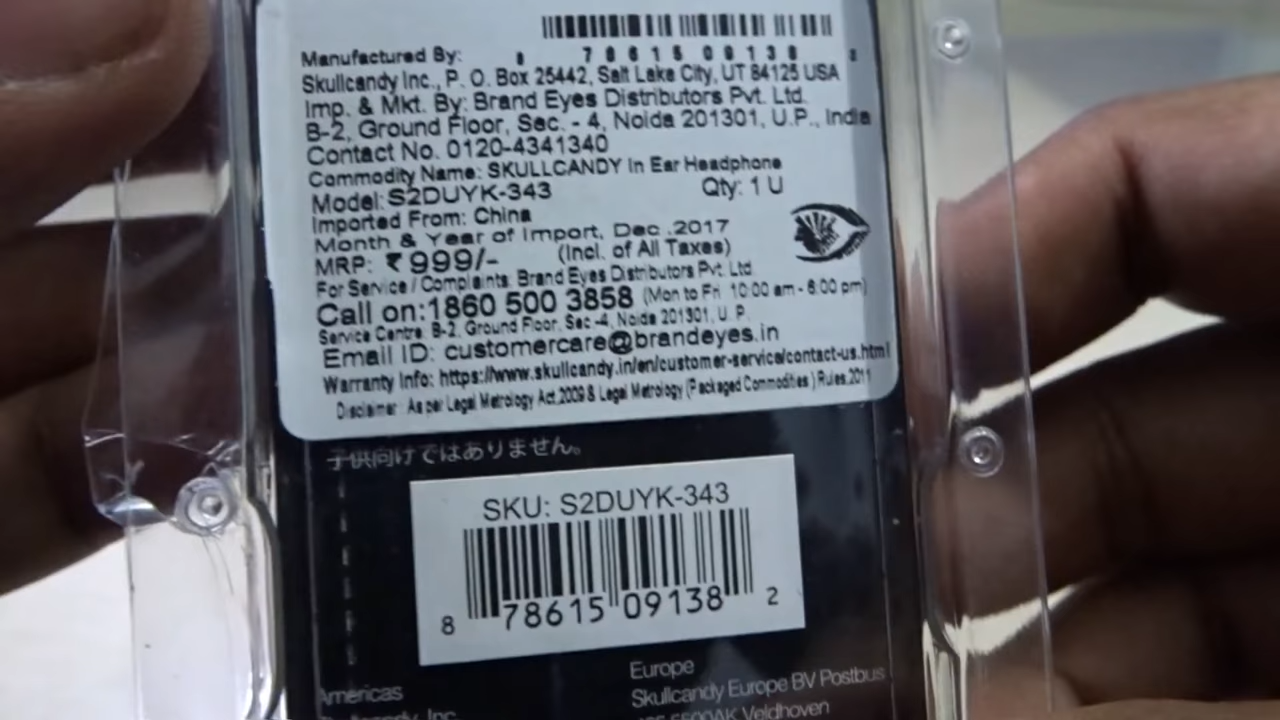 Manufactured By:
8 78615 09138
Skullcandy Inc., P. O. Box 25442, Salt Lake City, UT 84125 USA
Imp. & Mkt. By: Brand Eyes Distributors Pvt. Ltd.
B-2, Ground Floor, Sec. - 4, Noida 201301, U.P., India
Contact No. 0120-4341340
Commodity Name: SKULLCANDY In Ear Headphone
Model: S2DUYK-343 Qty: 1 U
Imported From: China
Month & Year of Import, Dec .2017
MRP: ₹ 999/- (Incl. of All Taxes)
For Service / Complaints: Brand Eyes Distributors Pvt. Ltd.
Call on:1860 500 3858 (Mon to Fri 10:00 am - 6:00 pm)
Service Centre: B-2, Ground Floor, Sec -4, Noida 201301, U. P.
Email ID: customercare@brandeyes.in
Warranty Info: https://www.skullcandy.in/en/customer-service/contact-us.html
Disclaimer: As per Legal Metrology Act,2009 & Legal Metrology (Packaged Commodities) Rules,2011
子供向けではありません。
SKU: S2DUYK-343
8 78615 09138 2
Europe
Americas
Skullcandy Europe BV Postbus
Skullcandy, Inc.
5500AK Veldhoven